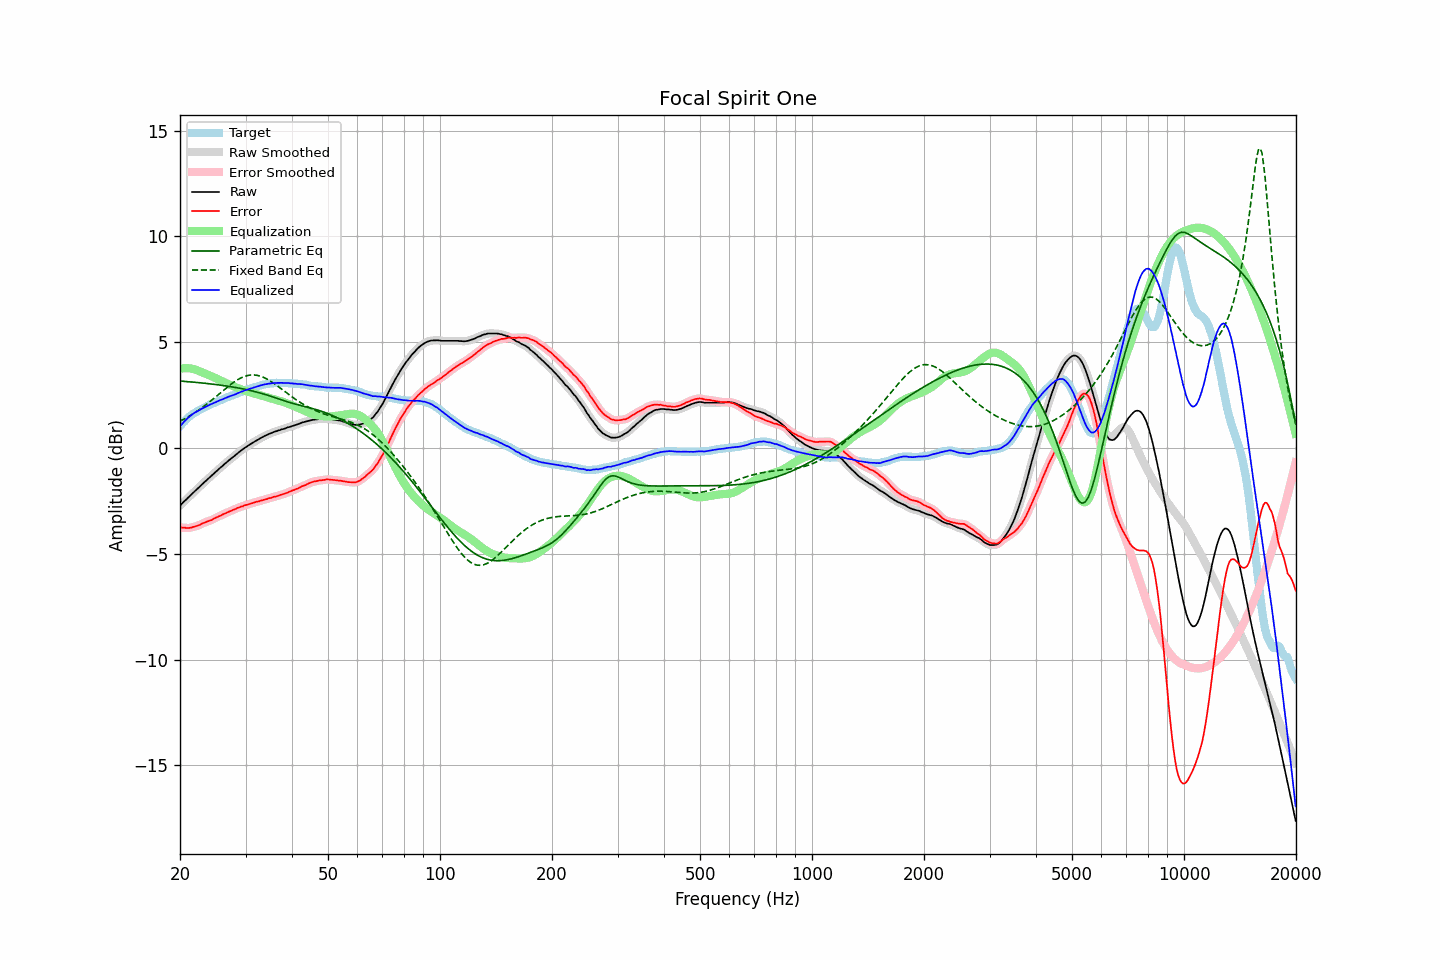 Focal Spirit One
Amplitude (dBr)
15
10
5
0
−5
−10
−15
Target
Raw Smoothed
Error Smoothed
Raw
Error
Equalization
Parametric Eq
Fixed Band Eq
Equalized
20 50 100 200 500 1000 2000 5000 10000 20000
Frequency (Hz)